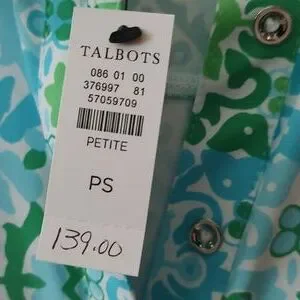 TALBOTS
086 01 00
376997 81
57059709
PETITE
PS
139.00